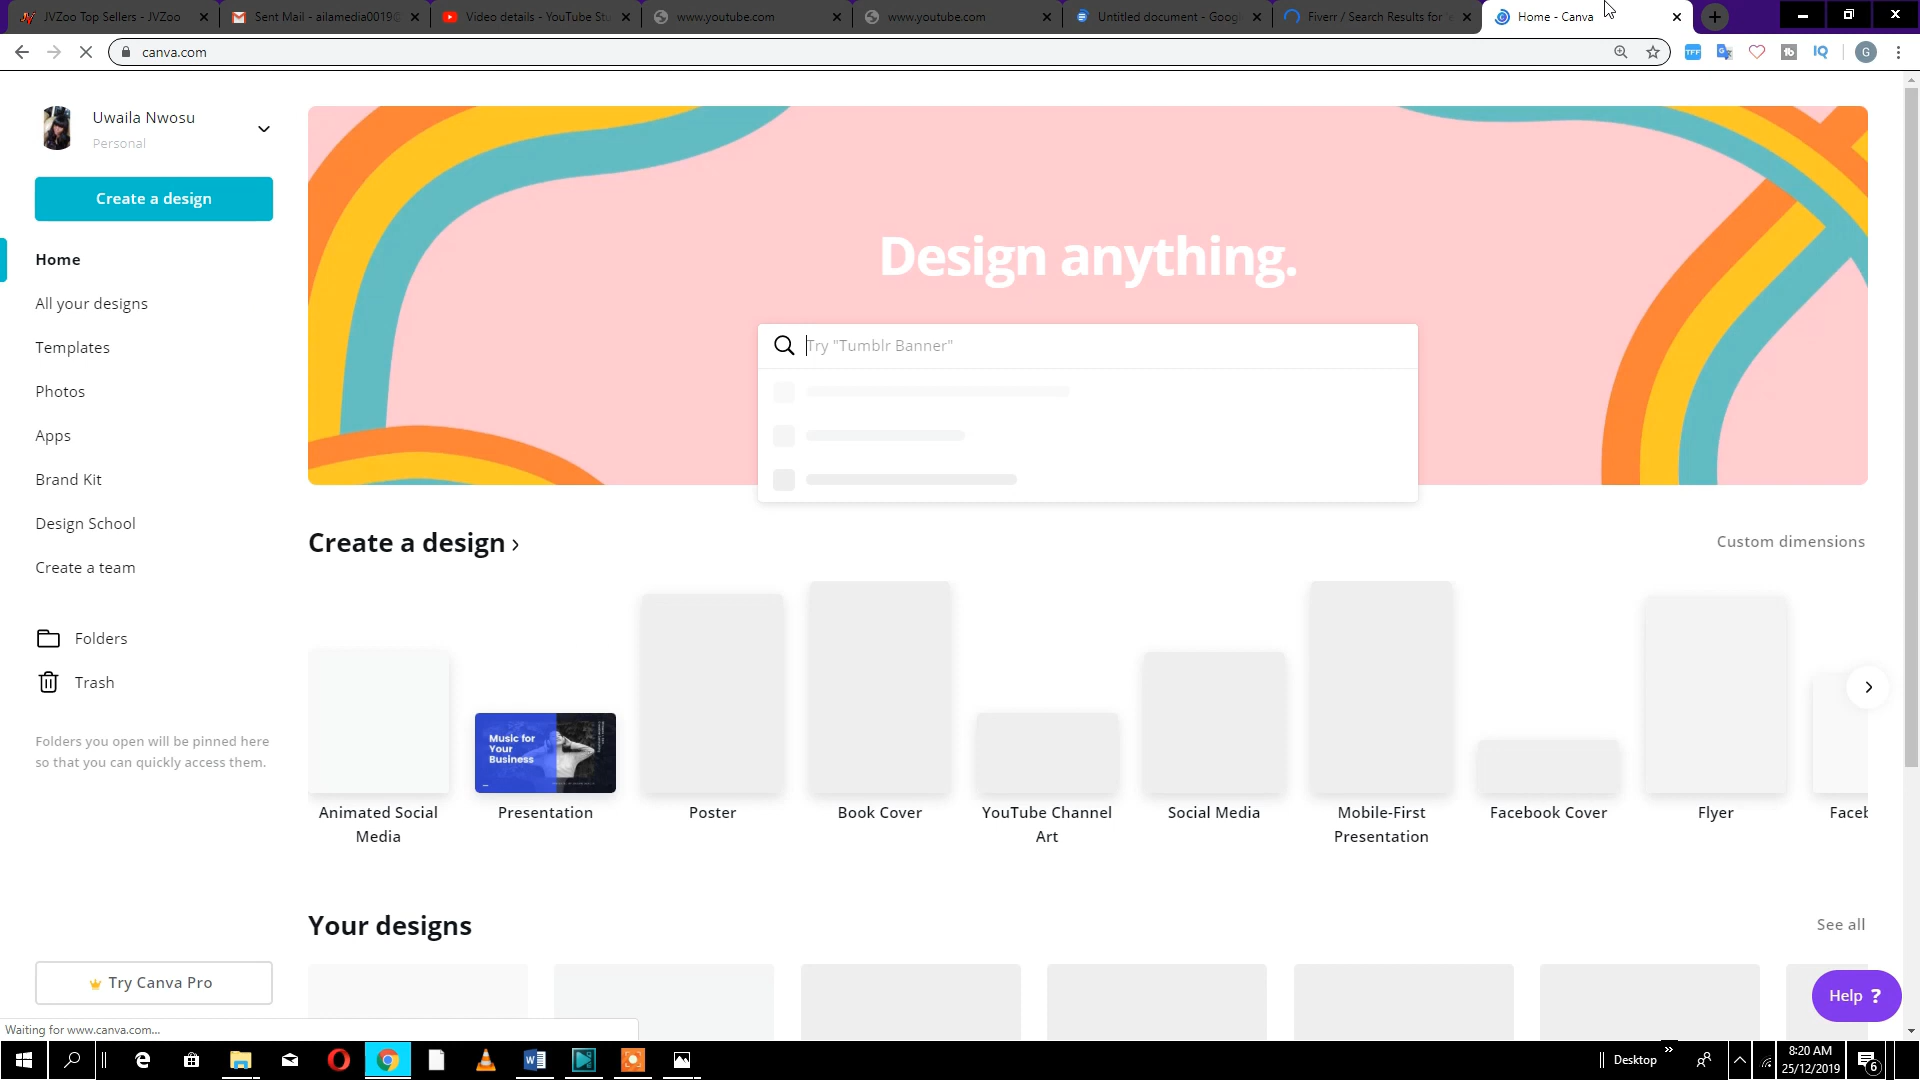 JVZoo Top Sellers - JVZoo
Sent Mail - ailamedia0019
Video details - YouTube Stu
www.youtube.com
www.youtube.com
Untitled document - Goog
Fiverr / Search Results for
Home - Canva
canva.com
TFF
G
IQ
Uwaila Nwosu
Personal
Create a design
Home
All your designs
Templates
Photos
Apps
Brand Kit
Design School
Create a team
Folders
Trash
Folders you open will be pinned here
so that you can quickly access them.
Try Canva Pro
Design anything.
Try "Tumblr Banner"
Create a design ›
Custom dimensions
Music for
Your
Business
Animated Social
Media
Presentation
Poster
Book Cover
YouTube Channel
Art
Social Media
Mobile-First
Presentation
Facebook Cover
Flyer
Faceb
Your designs
See all
Help ?
Waiting for www.canva.com...
Desktop
8:20 AM
25/12/2019
6